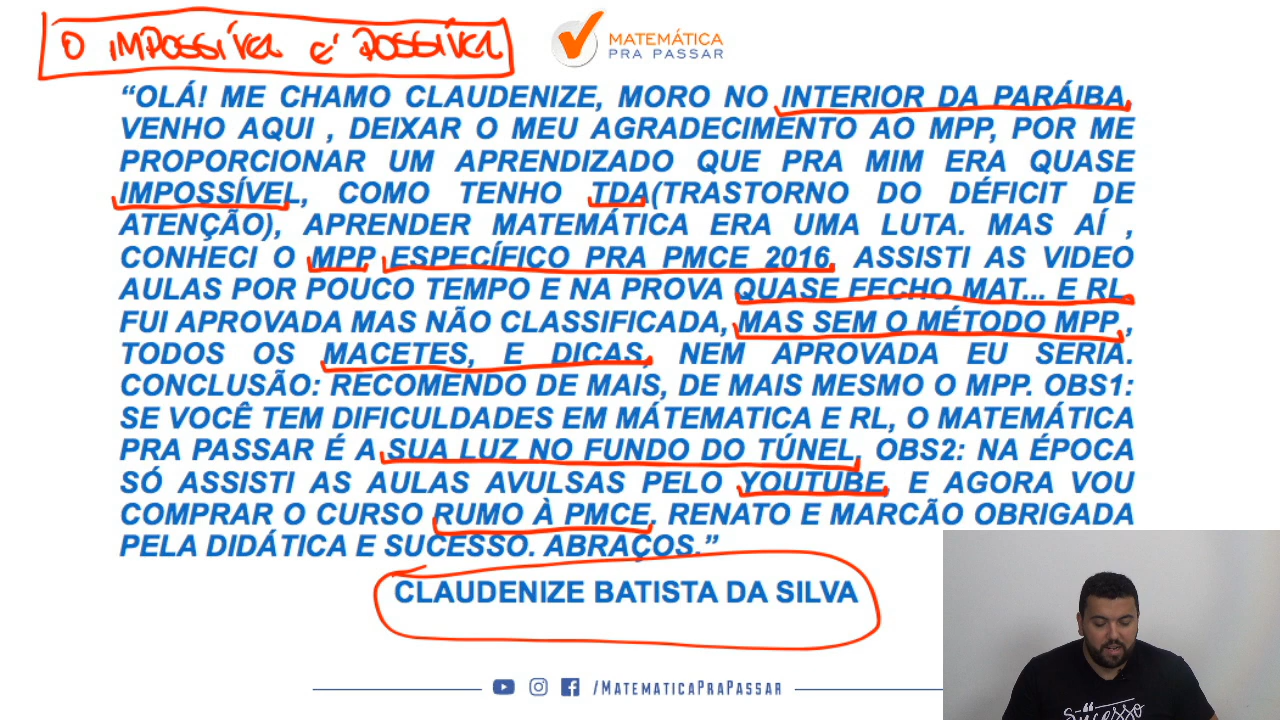 O IMPOSSÍVEL É POSSÍVEL
MATEMÁTICA
PRA PASSAR
“OLÁ! ME CHAMO CLAUDENIZE, MORO NO INTERIOR DA PARÁIBA,
VENHO AQUI , DEIXAR O MEU AGRADECIMENTO AO MPP, POR ME
PROPORCIONAR UM APRENDIZADO QUE PRA MIM ERA QUASE
IMPOSSÍVEL, COMO TENHO TDA(TRASTORNO DO DÉFICIT DE
ATENÇÃO), APRENDER MATEMÁTICA ERA UMA LUTA. MAS AÍ ,
CONHECI O MPP ESPECÍFICO PRA PMCE 2016, ASSISTI AS VIDEO
AULAS POR POUCO TEMPO E NA PROVA QUASE FECHO MAT... E RL,
FUI APROVADA MAS NÃO CLASSIFICADA, MAS SEM O MÉTODO MPP ,
TODOS OS MACETES, E DICAS, NEM APROVADA EU SERIA.
CONCLUSÃO: RECOMENDO DE MAIS, DE MAIS MESMO O MPP. OBS1:
SE VOCÊ TEM DIFICULDADES EM MÁTEMATICA E RL, O MATEMÁTICA
PRA PASSAR É A SUA LUZ NO FUNDO DO TÚNEL, OBS2: NA ÉPOCA
SÓ ASSISTI AS AULAS AVULSAS PELO YOUTUBE, E AGORA VOU
COMPRAR O CURSO RUMO À PMCE. RENATO E MARCÃO OBRIGADA
PELA DIDÁTICA E SUCESSO. ABRAÇOS.”
CLAUDENIZE BATISTA DA SILVA
/MATEMATICAPRAPASSAR
Sucesso